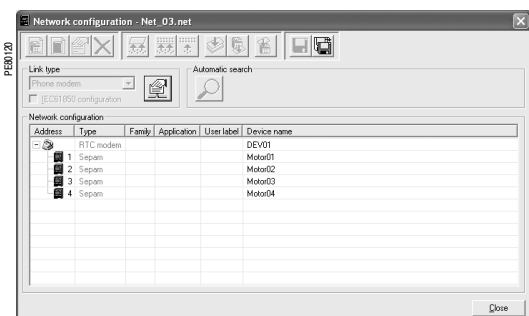 Network configuration - Net_03.net
PE80120
Link type
Phone modem
IEC61850 configuration
Automatic search
Network configuration
Address Type Family Application User label Device name
RTC modem DEV01
1 Sepam Motor01
2 Sepam Motor02
3 Sepam Motor03
4 Sepam Motor04
Close